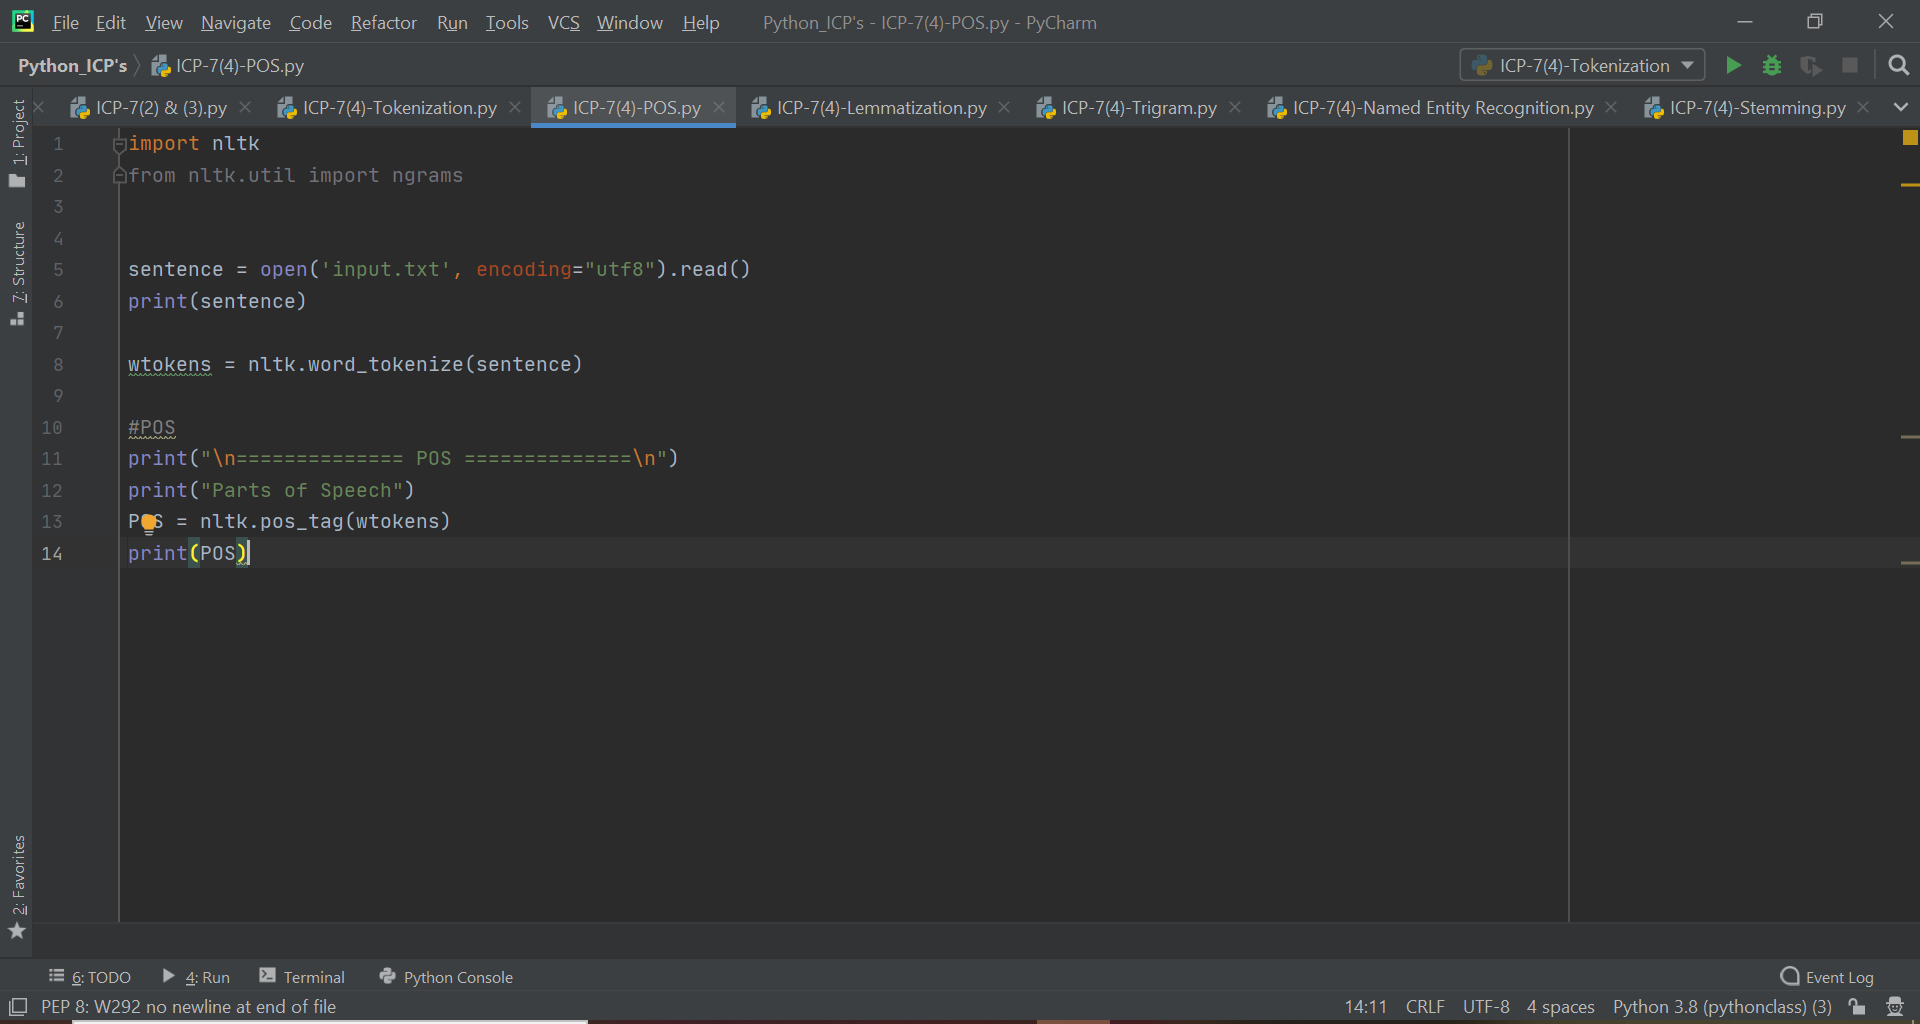 PC File Edit View Navigate Code Refactor Run Tools VCS Window Help Python_ICP's - ICP-7(4)-POS.py - PyCharm
Python_ICP's ICP-7(4)-POS.py ICP-7(4)-Tokenization
ICP-7(2) & (3).py ICP-7(4)-Tokenization.py ICP-7(4)-POS.py ICP-7(4)-Lemmatization.py ICP-7(4)-Trigram.py ICP-7(4)-Named Entity Recognition.py ICP-7(4)-Stemming.py
1: Project
7: Structure
2: Favorites
1 import nltk
2 from nltk.util import ngrams
3
4
5 sentence = open('input.txt', encoding="utf8").read()
6 print(sentence)
7
8 wtokens = nltk.word_tokenize(sentence)
9
10 #POS
11 print("\n============== POS ==============\n")
12 print("Parts of Speech")
13 POS = nltk.pos_tag(wtokens)
14 print(POS)
6: TODO 4: Run Terminal Python Console Event Log
PEP 8: W292 no newline at end of file 14:11 CRLF UTF-8 4 spaces Python 3.8 (pythonclass) (3)